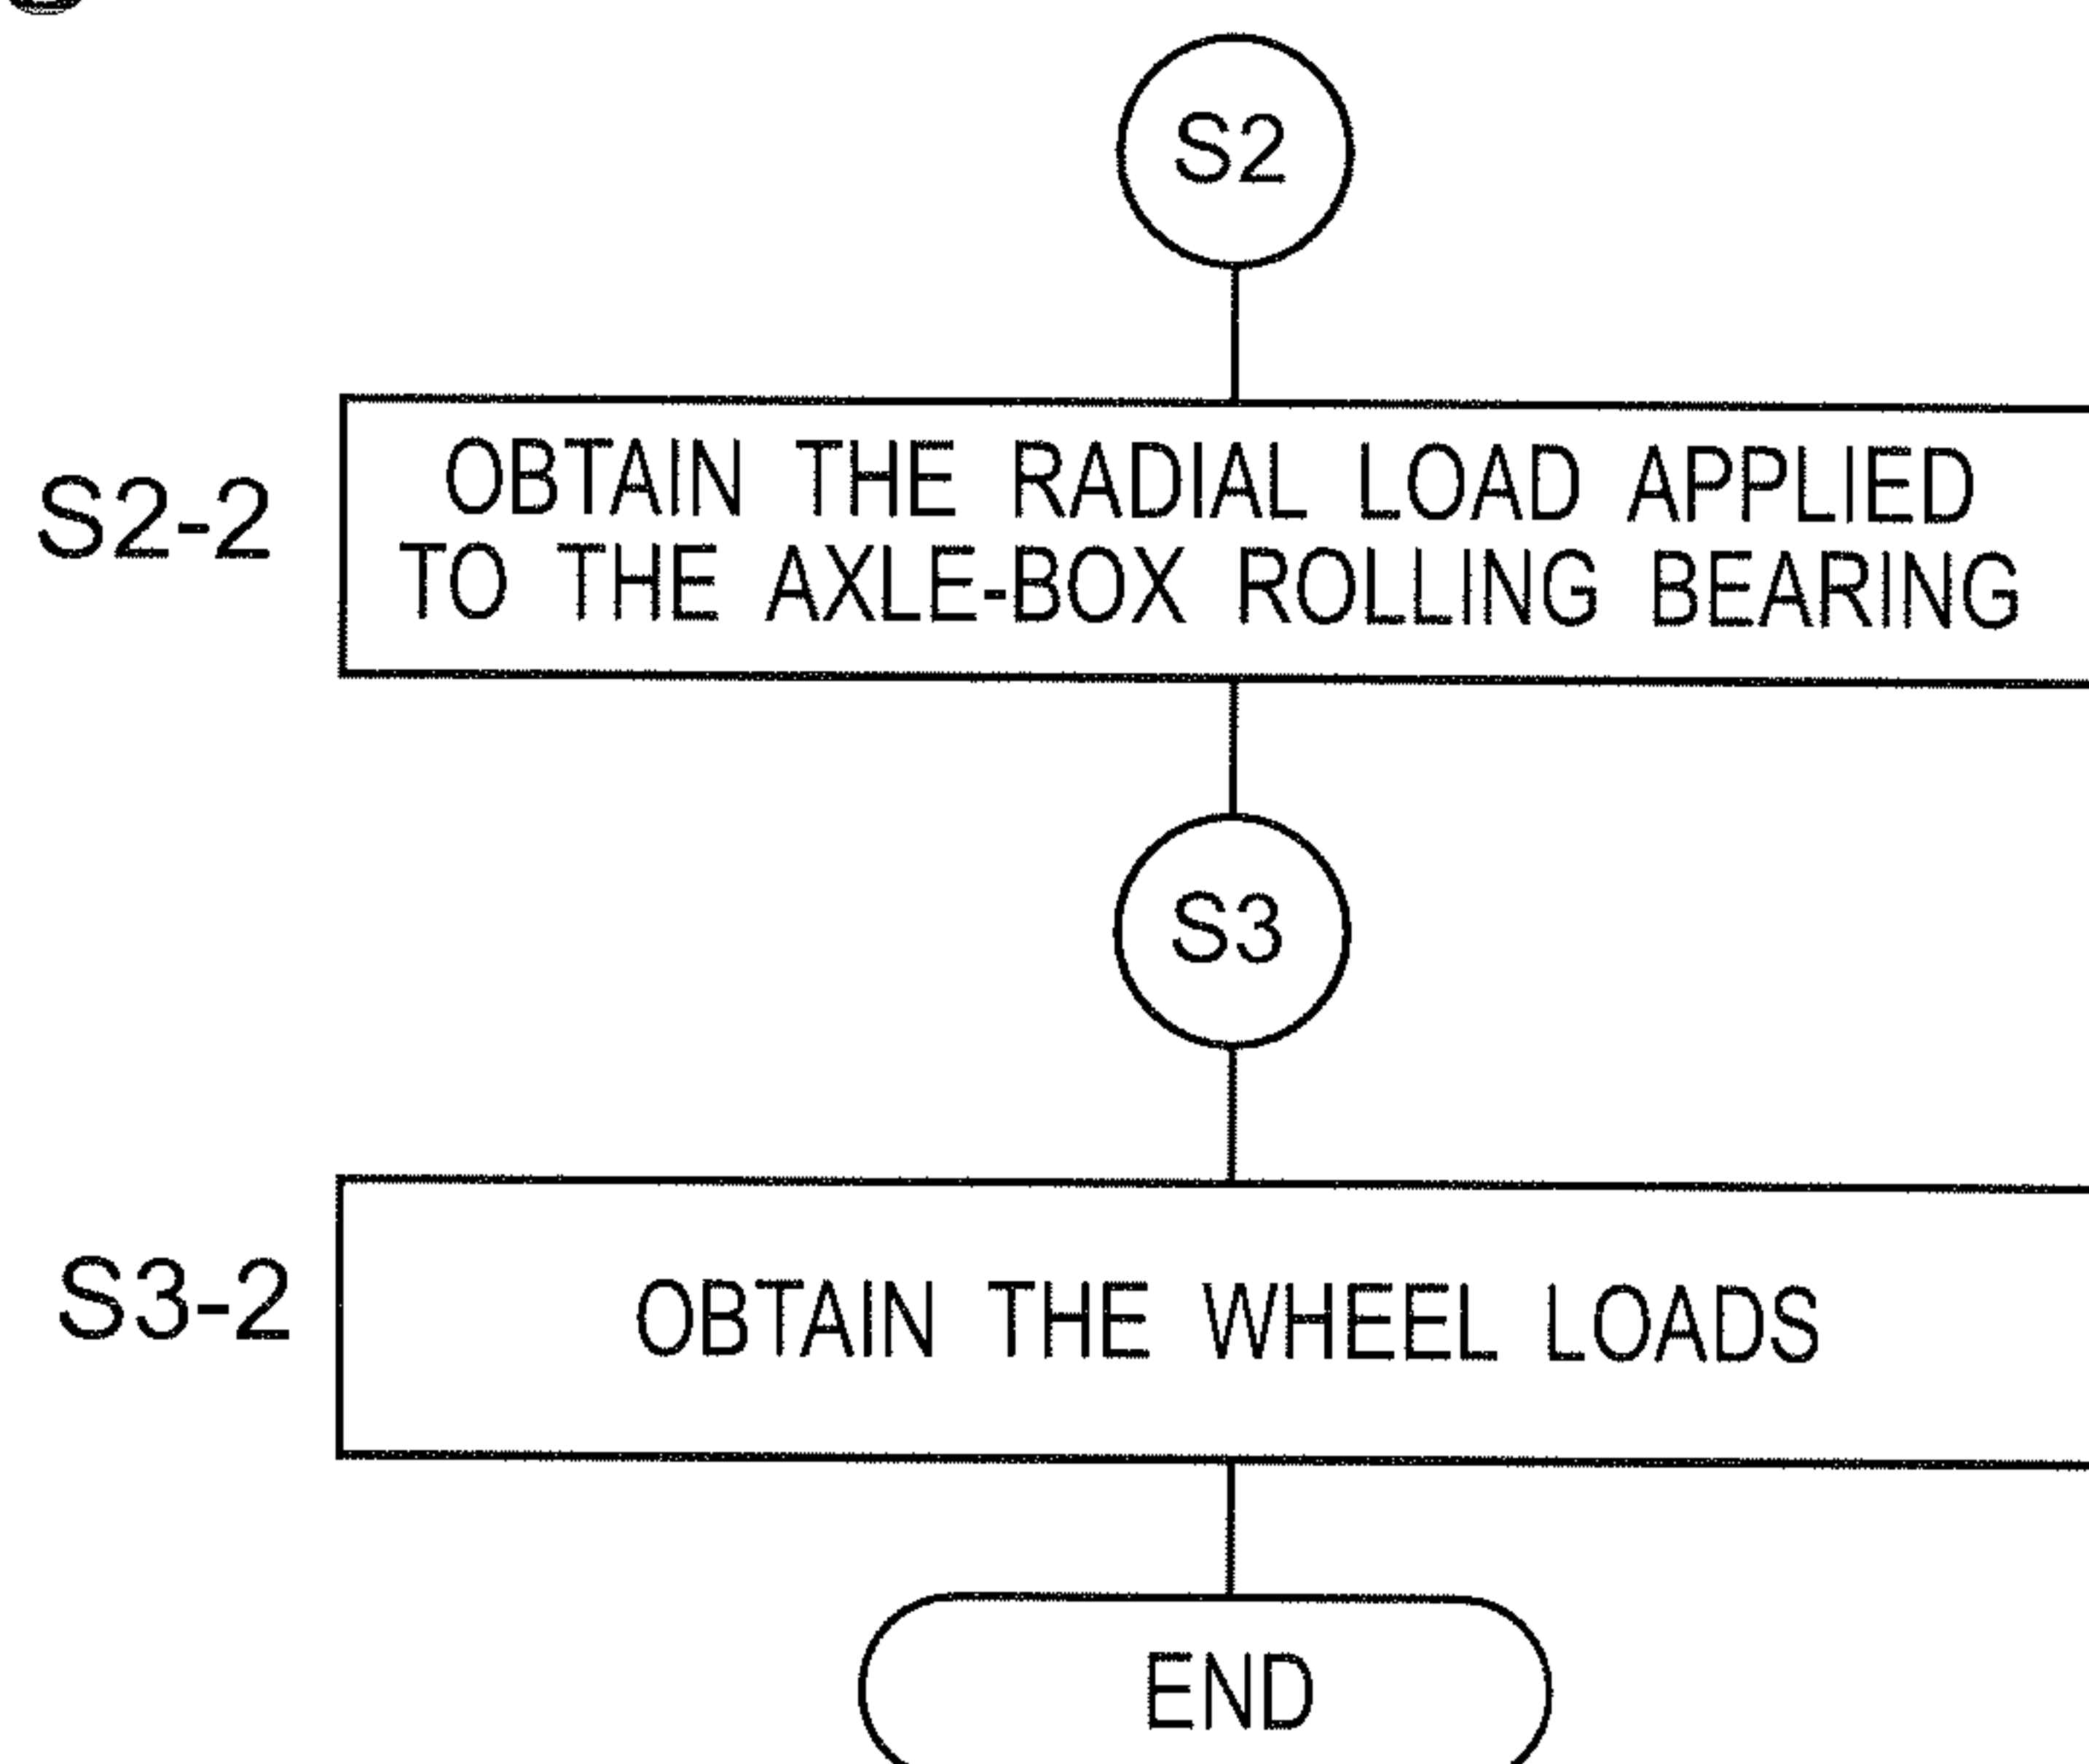 S2
S2-2
OBTAIN THE RADIAL LOAD APPLIED
TO THE AXLE-BOX ROLLING BEARING
S3
S3-2
OBTAIN THE WHEEL LOADS
END